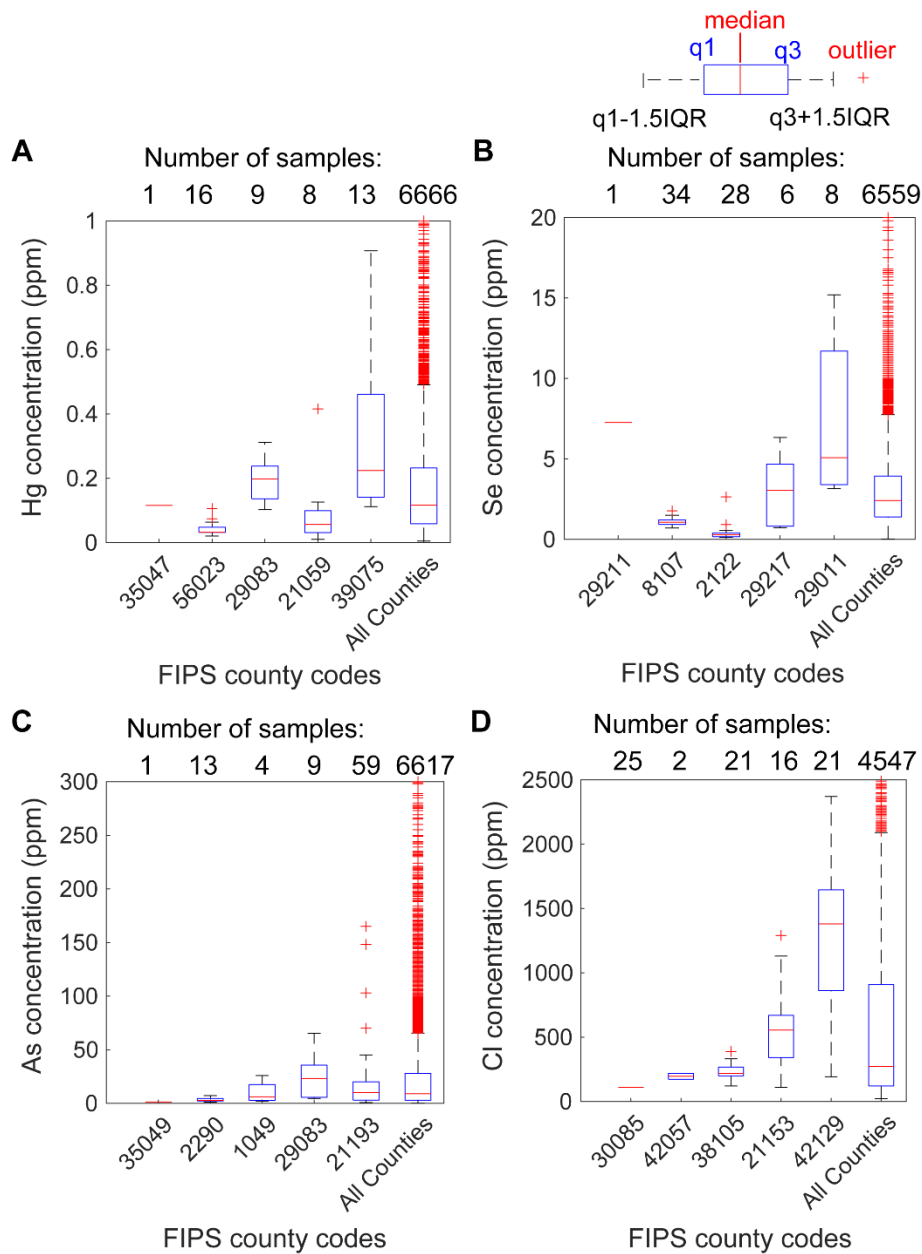 median
q1 q3 outlier
q1-1.5IQR q3+1.5IQR
A
Number of samples:
1 16 9 8 13 6666
Hg concentration (ppm)
1
0.8
0.6
0.4
0.2
0
35047 56023 29083 21059 39075 All Counties
FIPS county codes
B
Number of samples:
1 34 28 6 8 6559
Se concentration (ppm)
20
15
10
5
0
29211 8107 2122 29217 29011 All Counties
FIPS county codes
C
Number of samples:
1 13 4 9 59 6617
As concentration (ppm)
300
250
200
150
100
50
0
35049 2290 1049 29083 21193 All Counties
FIPS county codes
D
Number of samples:
25 2 21 16 21 4547
Cl concentration (ppm)
2500
2000
1500
1000
500
0
30085 42057 38105 21153 42129 All Counties
FIPS county codes